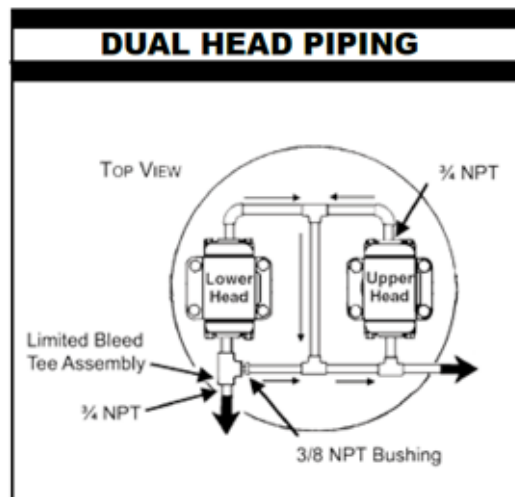 DUAL HEAD PIPING
TOP VIEW
¾ NPT
Lower
Head
Upper
Head
Limited Bleed
Tee Assembly
¾ NPT
3/8 NPT Bushing